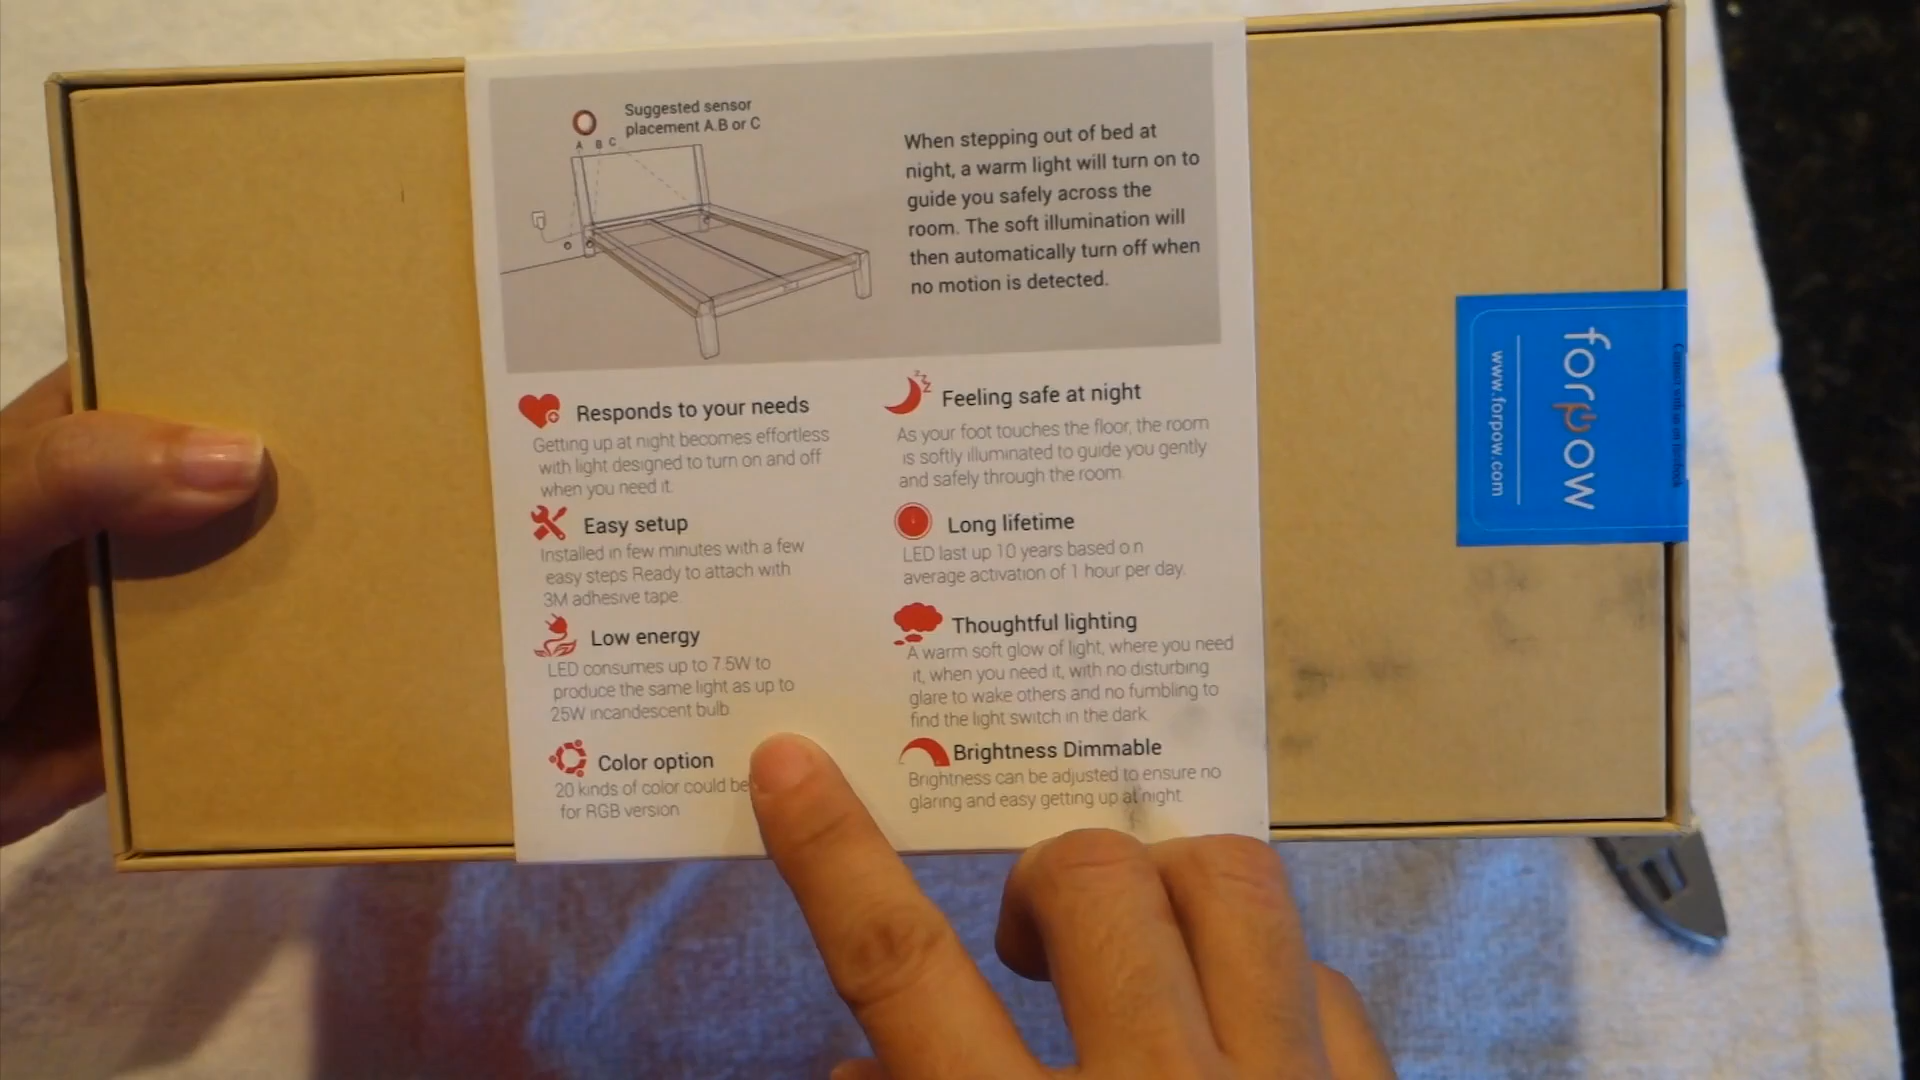 Suggested sensor
placement A.B or C
A B C
When stepping out of bed at
night, a warm light will turn on to
guide you safely across the
room. The soft illumination will
then automatically turn off when
no motion is detected.
Responds to your needs
Getting up at night becomes effortless
with light designed to turn on and off
when you need it.
Easy setup
Installed in few minutes with a few
easy steps Ready to attach with
3M adhesive tape.
Low energy
LED consumes up to 7.5W to
produce the same light as up to
25W incandescent bulb
Color option
20 kinds of color could be
for RGB version
Feeling safe at night
As your foot touches the floor, the room
is softly illuminated to guide you gently
and safely through the room.
Long lifetime
LED last up 10 years based on
average activation of 1 hour per day.
Thoughtful lighting
A warm soft glow of light, where you need
it, when you need it, with no disturbing
glare to wake others and no fumbling to
find the light switch in the dark.
Brightness Dimmable
Brightness can be adjusted to ensure no
glaring and easy getting up at night.
forpow
www.forpow.com